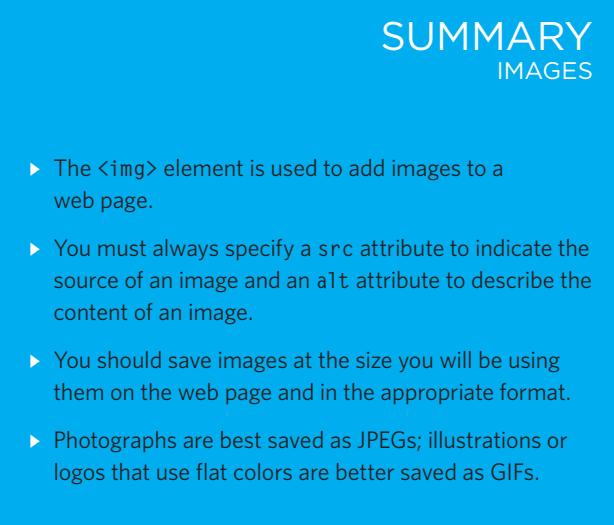 SUMMARY
IMAGES
The <img> element is used to add images to a
web page.
You must always specify a src attribute to indicate the
source of an image and an alt attribute to describe the
content of an image.
You should save images at the size you will be using
them on the web page and in the appropriate format.
Photographs are best saved as JPEGs; illustrations or
logos that use flat colors are better saved as GIFs.